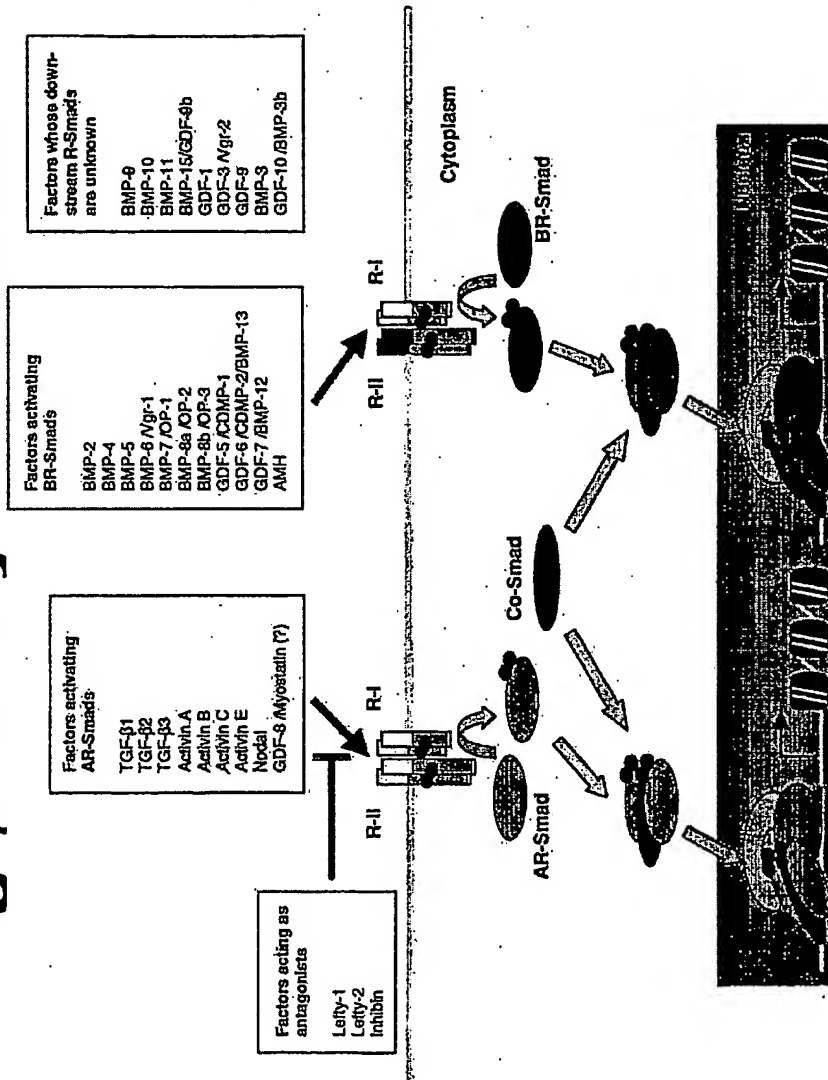 Factors acting as
antagonists
Lefty-1
Lefty-2
Inhibin
Factors activating
AR-Smads
TGF-β1
TGF-β2
TGF-β3
Activin A
Activin B
Activin C
Activin E
Nodal
GDF-8 /Myostatin (?)
Factors activating
BR-Smads
BMP-2
BMP-4
BMP-5
BMP-6 /Vgr-1
BMP-7 /OP-1
BMP-8a /OP-2
BMP-8b /OP-3
GDF-5 /CDMP-1
GDF-6 /CDMP-2/BMP-13
GDF-7 /BMP-12
AMH
Factors whose down-
stream R-Smads
are unknown
BMP-9
BMP-10
BMP-11
BMP-15/GDF-9b
GDF-1
GDF-3 /Vgr-2
GDF-9
BMP-3
GDF-10 /BMP-3b
R-II
R-I
R-II
R-I
Cytoplasm
AR-Smad
Co-Smad
BR-Smad